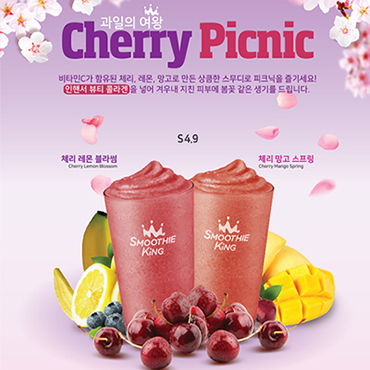 과일의 여왕
Cherry Picnic
비타민C가 함유된 체리, 레몬, 망고로 만든 상큼한 스무디로 피크닉을 즐기세요!
인핸서 뷰티 콜라겐을 넣어 겨우내 지친 피부에 봄꽃 같은 생기를 드립니다.
S 4.9
체리 레몬 블라썸
Cherry Lemon Blossom
체리 망고 스프링
Cherry Mango Spring
SMOOTHIE KING
SMOOTHIE KING